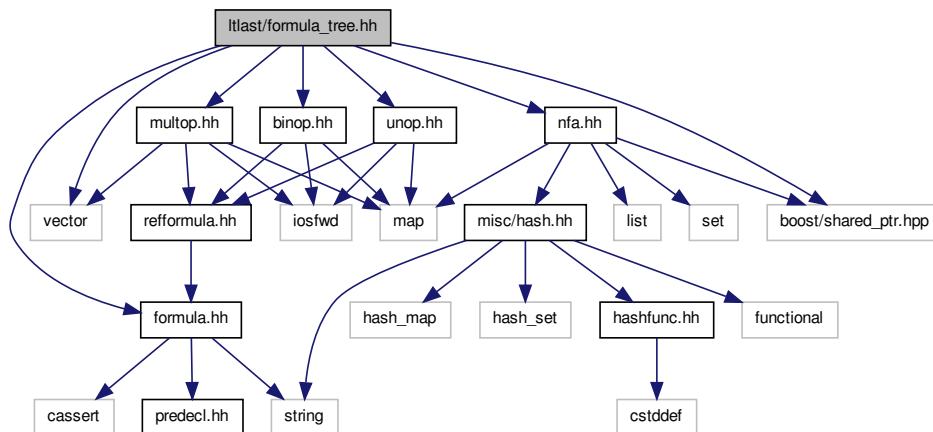 ltlast/formula_tree.hh
multop.hh
binop.hh
unop.hh
nfa.hh
vector
refformula.hh
iosfwd
map
misc/hash.hh
list
set
boost/shared_ptr.hpp
formula.hh
hash_map
hash_set
hashfunc.hh
functional
cassert
predecl.hh
string
cstddef